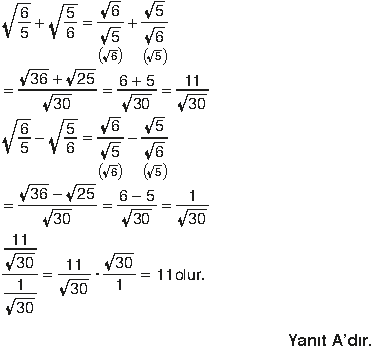 √(6/5) + √(5/6) = √6/√5 (√6) + √5/√6 (√5)
= (√36 + √25)/√30 = (6 + 5)/√30 = 11/√30
√(6/5) − √(5/6) = √6/√5 (√6) − √5/√6 (√5)
= (√36 − √25)/√30 = (6 − 5)/√30 = 1/√30
(11/√30)/(1/√30) = 11/√30 · √30/1 = 11 olur.
Yanıt A'dır.